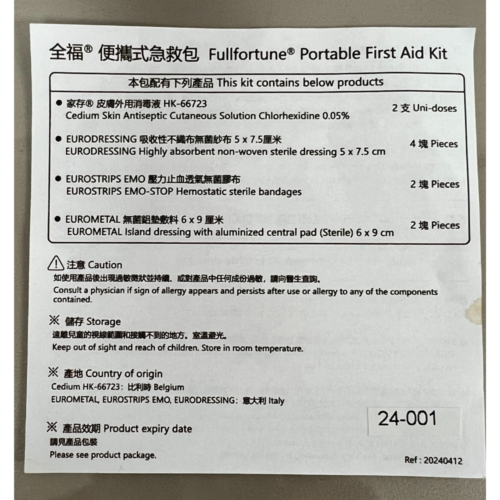 全福® 便攜式急救包 Fullfortune® Portable First Aid Kit
本包配有下列產品 This kit contains below products
● 家存® 皮膚外用消毒液 HK-66723
Cedium Skin Antiseptic Cutaneous Solution Chlorhexidine 0.05%
2 支 Uni-doses
● EURODRESSING 吸收性不織布無菌紗布 5 x 7.5厘米
EURODRESSING Highly absorbent non-woven sterile dressing 5 x 7.5 cm
4 塊 Pieces
● EUROSTRIPS EMO 壓力止血透氣無菌膠布
EUROSTRIPS EMO-STOP Hemostatic sterile bandages
2 塊 Pieces
● EUROMETAL 無菌鋁墊敷料 6 x 9 厘米
EUROMETAL Island dressing with aluminized central pad (Sterile) 6 x 9 cm
2 塊 Pieces
⚠ 注意 Caution
如使用產品後出現過敏徵狀並持續，或對產品中任何成份過敏，請向醫生查詢。
Consult a physician if sign of allergy appears and persists after use or allergy to any of the components
contained.
※ 儲存 Storage
遠離兒童的視線範圍和接觸不到的地方。室溫避光。
Keep out of sight and reach of children. Store in room temperature.
※ 產地 Country of origin
Cedium HK-66723：比利時 Belgium
EUROMETAL, EUROSTRIPS EMO, EURODRESSING：意大利 Italy
24-001
※ 產品效期 Product expiry date
請見產品包裝
Please see product package.
Ref : 20240412